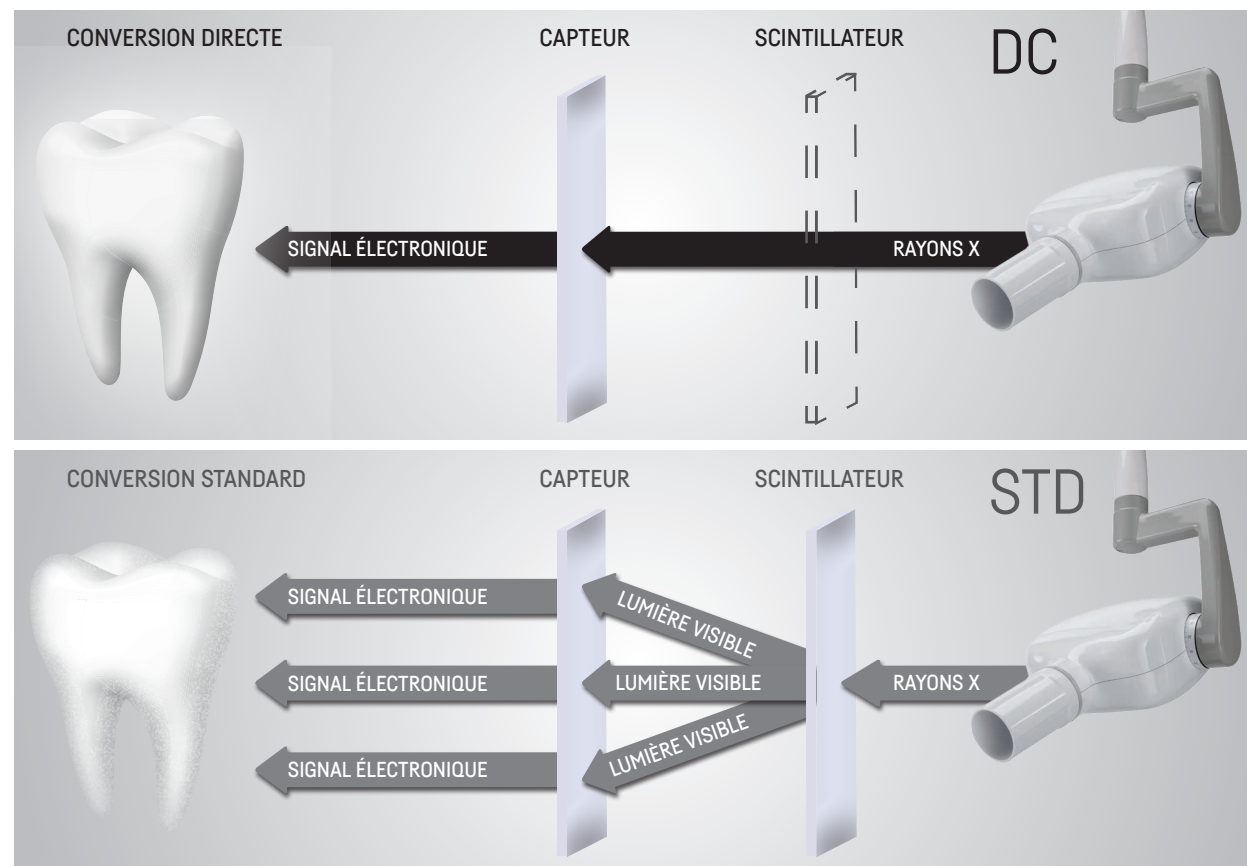 CONVERSION DIRECTE
CAPTEUR
SCINTILLATEUR
DC
SIGNAL ÉLECTRONIQUE
RAYONS X
CONVERSION STANDARD
CAPTEUR
SCINTILLATEUR
STD
SIGNAL ÉLECTRONIQUE
LUMIÈRE VISIBLE
SIGNAL ÉLECTRONIQUE
LUMIÈRE VISIBLE
RAYONS X
SIGNAL ÉLECTRONIQUE
LUMIÈRE VISIBLE